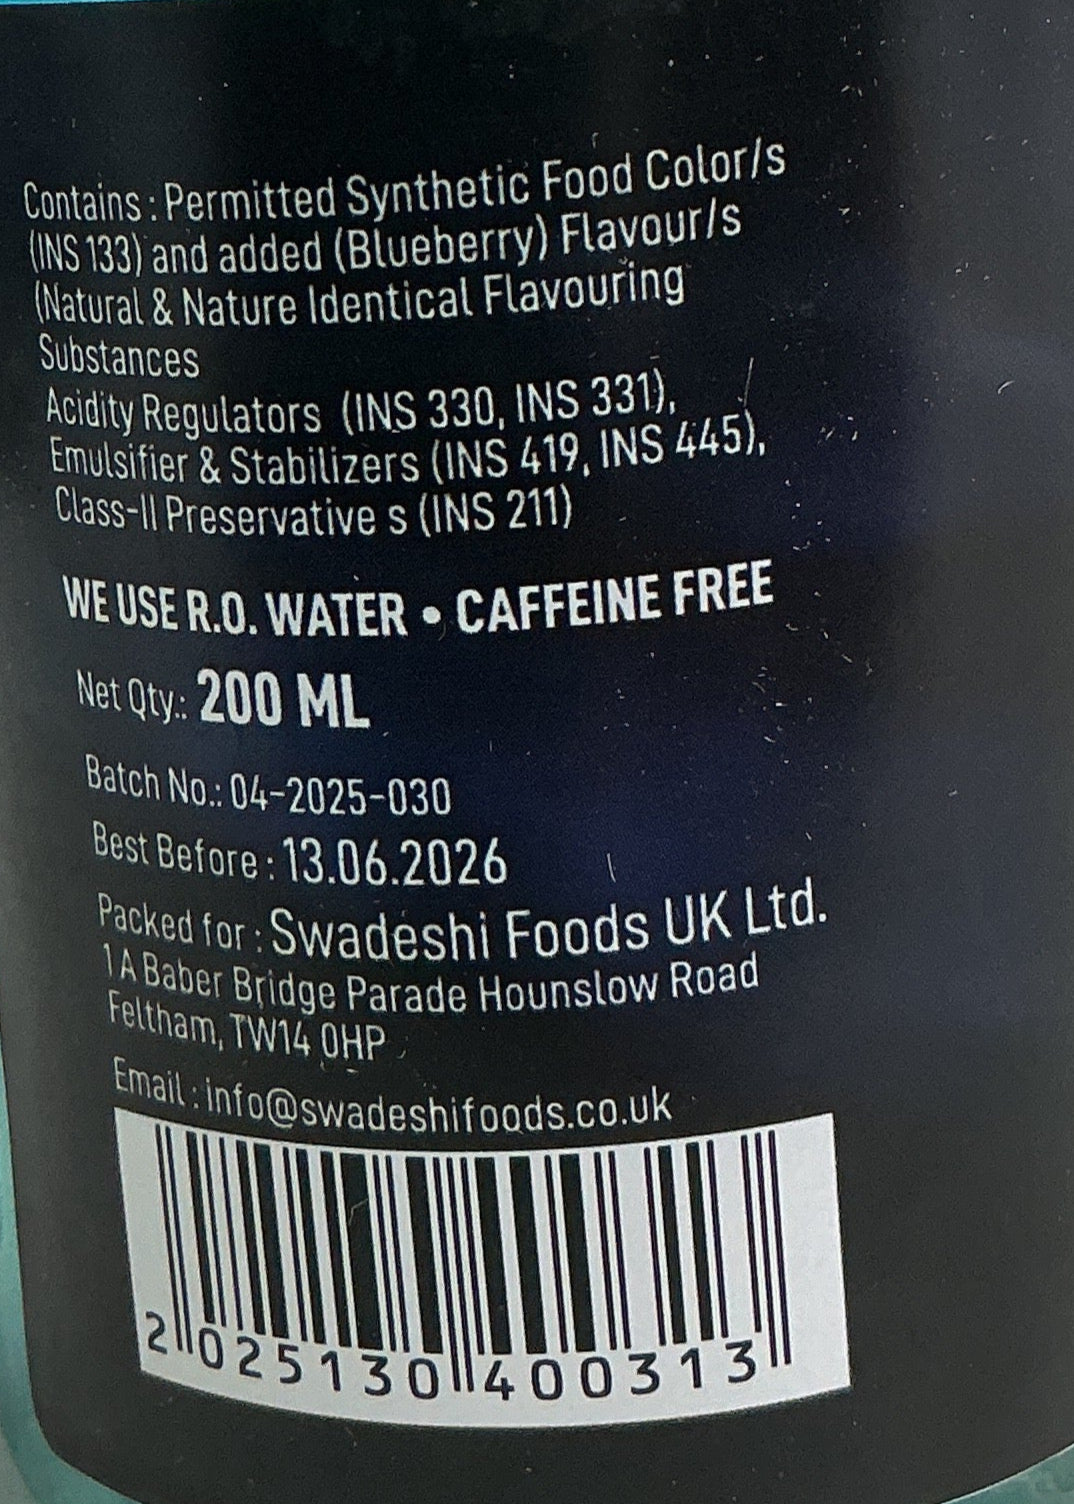 Contains : Permitted Synthetic Food Color/s
(INS 133) and added (Blueberry) Flavour/s
(Natural & Nature Identical Flavouring
Substances
Acidity Regulators (INS 330, INS 331),
Emulsifier & Stabilizers (INS 419, INS 445),
Class-II Preservative s (INS 211)
WE USE R.O. WATER • CAFFEINE FREE
Net Qty.: 200 ML
Batch No.: 04-2025-030
Best Before : 13.06.2026
Packed for : Swadeshi Foods UK Ltd.
1A Baber Bridge Parade Hounslow Road
Feltham, TW14 0HP
Email : info@swadeshifoods.co.uk
2 025130 400313